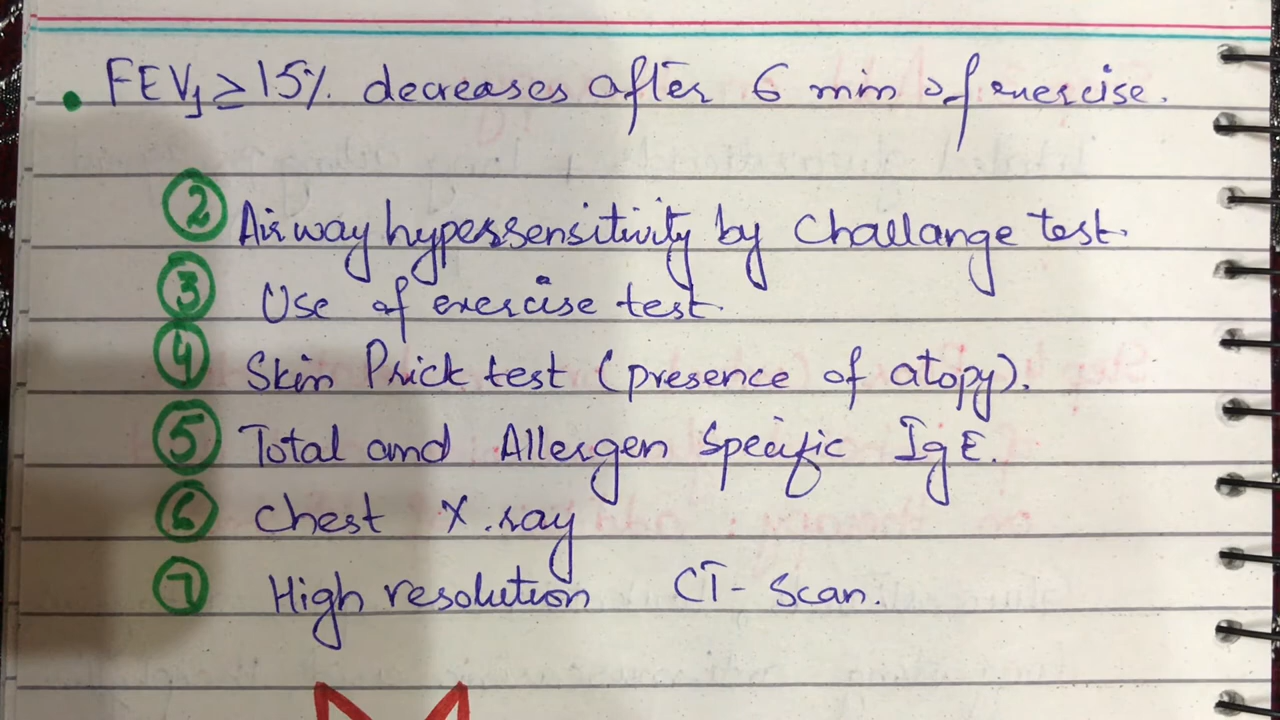 • FEV₁ ≥ 15% decreases after 6 min of exercise.
② Airway hypersensitivity by Challange test.
③ Use of exercise test.
④ Skin Prick test (presence of atopy).
⑤ Total and Allergen Specific IgE.
⑥ Chest X.ray
⑦ High resolution CT-Scan.